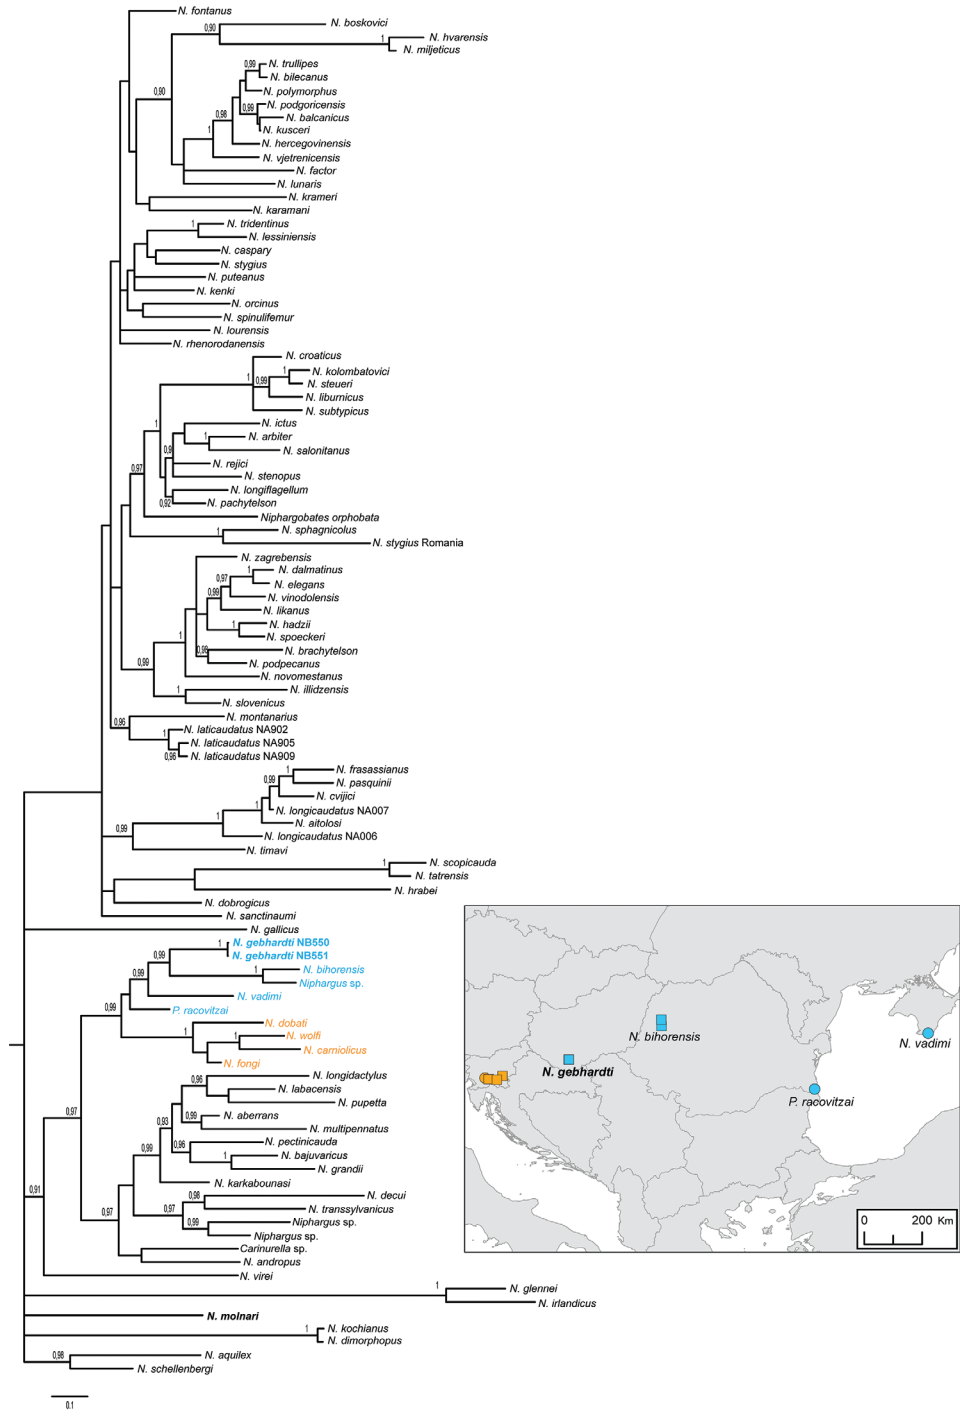 N. fontanus
0,90
N. boskovici
1
N. hvarensis
N. miljeticus
0,90
0,99
N. trullipes
N. bilecanus
N. polymorphus
0,99
N. podgoricensis
N. balcanicus
N. kusceri
0,98
1
N. hercegovinensis
N. vjetrenicensis
N. factor
N. lunaris
N. krameri
N. karamani
1
N. tridentinus
N. lessiniensis
N. caspary
N. stygius
N. puteanus
N. kenki
N. orcinus
N. spinulifemur
N. lourensis
N. rhenorodanensis
N. croaticus
1
0,99
1
N. kolombatovici
N. steueri
N. liburnicus
N. subtypicus
1
N. ictus
1
N. arbiter
N. salonitanus
0,9
N. rejici
0,97
N. stenopus
N. longiflagellum
0,92
N. pachytelson
Niphargobates orphobata
1
N. sphagnicolus
N. stygius Romania
N. zagrebensis
1
N. dalmatinus
0,97
N. elegans
0,99
N. vinodolensis
N. likanus
1
N. hadzii
N. spoeckeri
1
0,98
N. brachytelson
N. podpecanus
0,99
N. novomestanus
1
N. illidzensis
N. slovenicus
0,96
N. montanarius
1
N. laticaudatus NA902
N. laticaudatus NA905
0,96
N. laticaudatus NA909
1
N. frasassianus
0,99
N. pasquinii
N. cvijici
1
N. longicaudatus NA007
1
N. aitolosi
0,99
N. longicaudatus NA006
N. timavi
1
N. scopicauda
N. tatrensis
N. hrabei
N. dobrogicus
N. sanctinaumi
N. gallicus
1
N. gebhardti NB550
N. gebhardti NB551
0,99
1
N. bihorensis
0,99
Niphargus sp.
N. vadimi
0,99
P. racovitzai
N. dobati
1
1
N. wolfi
N. carniolicus
N. fongi
0,96
N. longidactylus
N. labacensis
N. pupetta
0,97
0,93
0,99
N. aberrans
N. multipennatus
0,99
0,96
N. pectinicauda
1
N. bajuvaricus
N. grandii
N. karkabounasi
0,91
0,98
N. decui
0,97
N. transsylvanicus
0,97
0,99
Niphargus sp.
Niphargus sp.
Carinurella sp.
N. andropus
N. virei
1
N. glennei
N. irlandicus
N. molnari
1
N. kochianus
N. dimorphopus
0,98
N. aquilex
N. schellenbergi
0.1
N. bihorensis
N. vadimi
N. gebhardti
P. racovitzai
0 200 Km